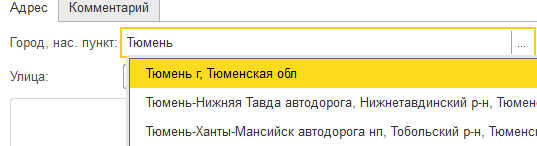 Адрес Комментарий
Город, нас. пункт: Тюмень ...
Тюмень г, Тюменская обл
Улица:
Тюмень-Нижняя Тавда автодорога, Нижнетавдинский р-н, Тюмен
Тюмень-Ханты-Мансийск автодорога нп, Тобольский р-н, Тюмен